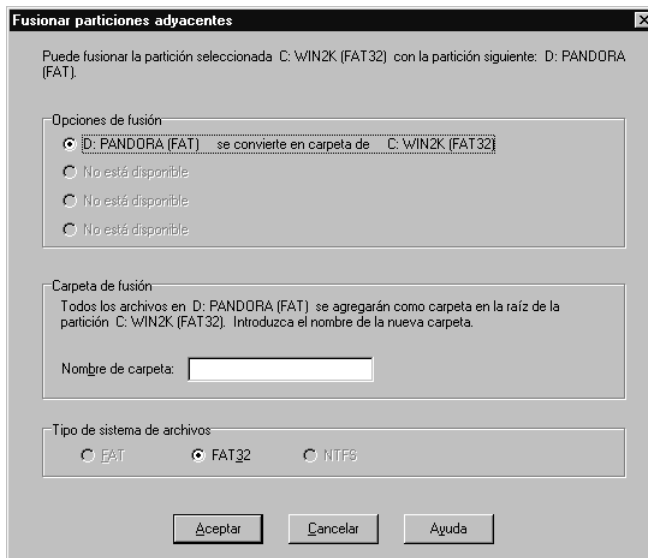 Fusionar particiones adyacentes
Puede fusionar la partición seleccionada C: WIN2K (FAT32) con la partición siguiente: D: PANDORA
(FAT).
Opciones de fusión
D: PANDORA (FAT) se convierte en carpeta de C: WIN2K (FAT32)
No está disponible
No está disponible
No está disponible
Carpeta de fusión
Todos los archivos en D: PANDORA (FAT) se agregarán como carpeta en la raíz de la
partición C: WIN2K (FAT32). Introduzca el nombre de la nueva carpeta.
Nombre de carpeta:
Tipo de sistema de archivos
FAT FAT32 NTFS
Aceptar Cancelar Ayuda